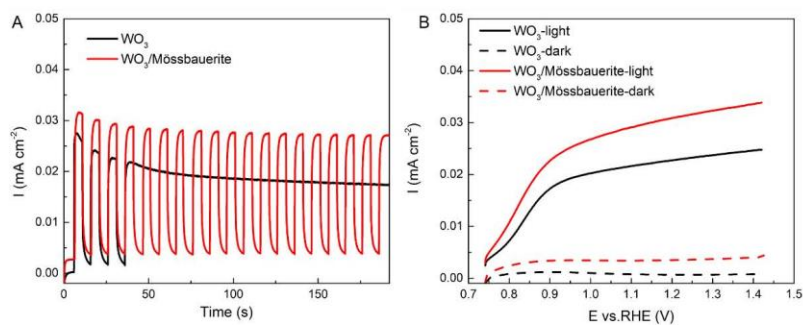 A
WO₃
WO₃/Mössbauerite
I (mA cm⁻²)
0.05
0.04
0.03
0.02
0.01
0.00
0
50
100
150
Time (s)
B
WO₃-light
WO₃-dark
WO₃/Mössbauerite-light
WO₃/Mössbauerite-dark
I (mA cm⁻²)
0.05
0.04
0.03
0.02
0.01
0.00
0.7
0.8
0.9
1.0
1.1
1.2
1.3
1.4
1.5
E vs.RHE (V)